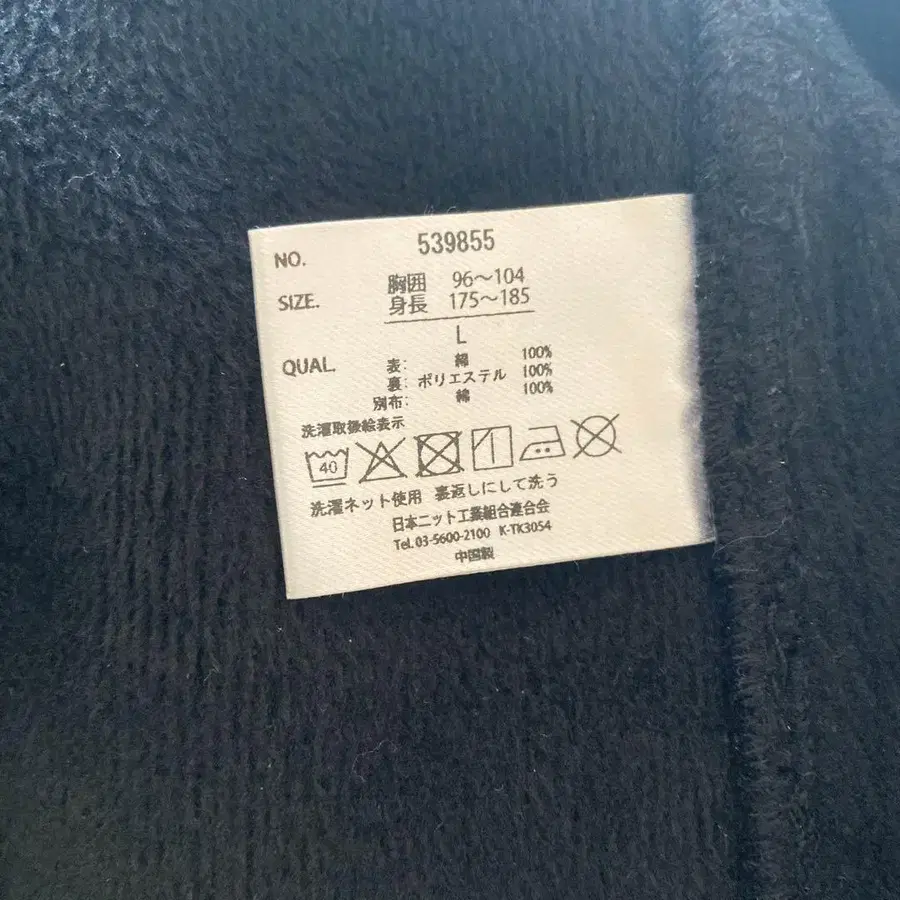 NO. 539855
SIZE. 胸囲 96～104
身長 175～185
L
QUAL. 表: 綿 100%
裏: ポリエステル 100%
別布: 綿 100%
洗濯取扱絵表示
40
洗濯ネット使用 裏返しにして洗う
日本ニット工業組合連合会
Tel.03-5600-2100 K-TK3054
中国製